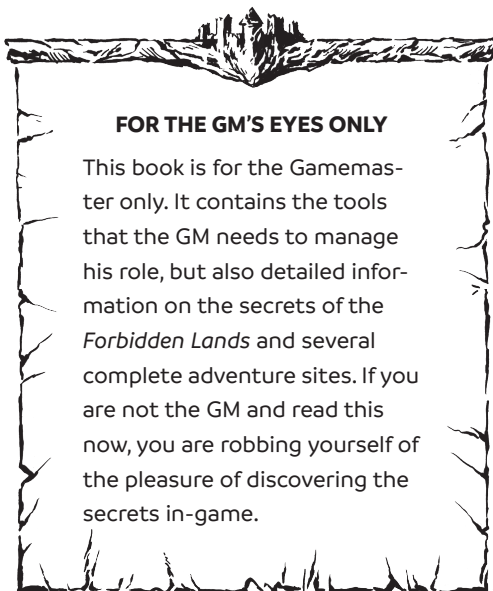 FOR THE GM'S EYES ONLY
This book is for the Gamemas-
ter only. It contains the tools
that the GM needs to manage
his role, but also detailed infor-
mation on the secrets of the
Forbidden Lands and several
complete adventure sites. If you
are not the GM and read this
now, you are robbing yourself of
the pleasure of discovering the
secrets in-game.